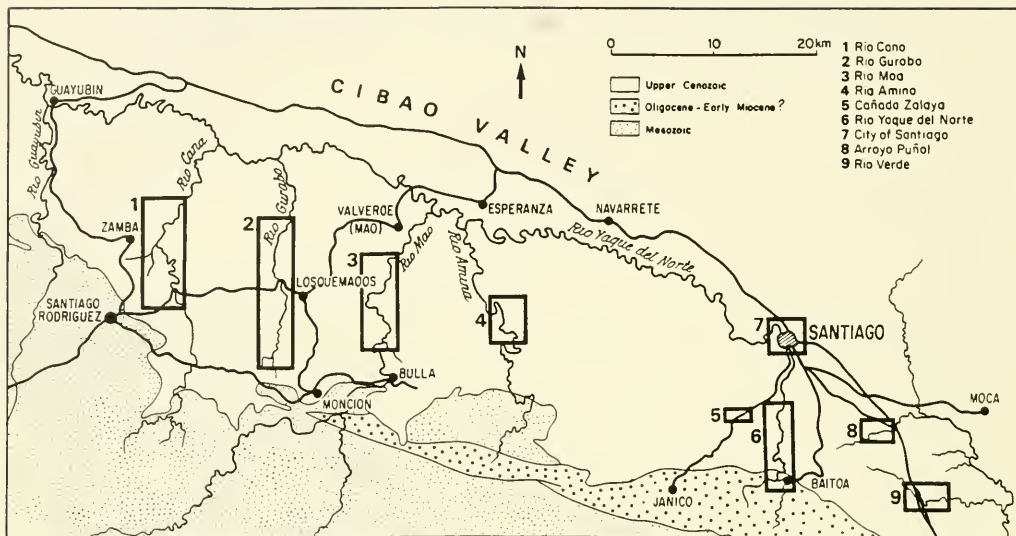 0 10 20 km
N
Upper Cenozoic
Oligocene - Early Miocene?
Mesozoic
1 Rio Cana
2 Rio Gurabo
3 Rio Moa
4 Rio Amina
5 Cañada Zalaya
6 Rio Yaque del Norte
7 City of Santiago
8 Arroyo Puñal
9 Rio Verde
CIBAO VALLEY
GUAYUBIN
Rio Guayubin
Rio Cana
Rio Gurabo
1
ZAMBA
2
VALVERDE
(MAO)
ESPERANZA
NAVARRETE
Rio Mao
Rio Amina
Rio Yaque del Norte
3
LOSQUEMADOS
SANTIAGO
RODRIGUEZ
4
7
SANTIAGO
BULLA
MONCION
5
6
8
MOCA
JANICO
BAITOA
9